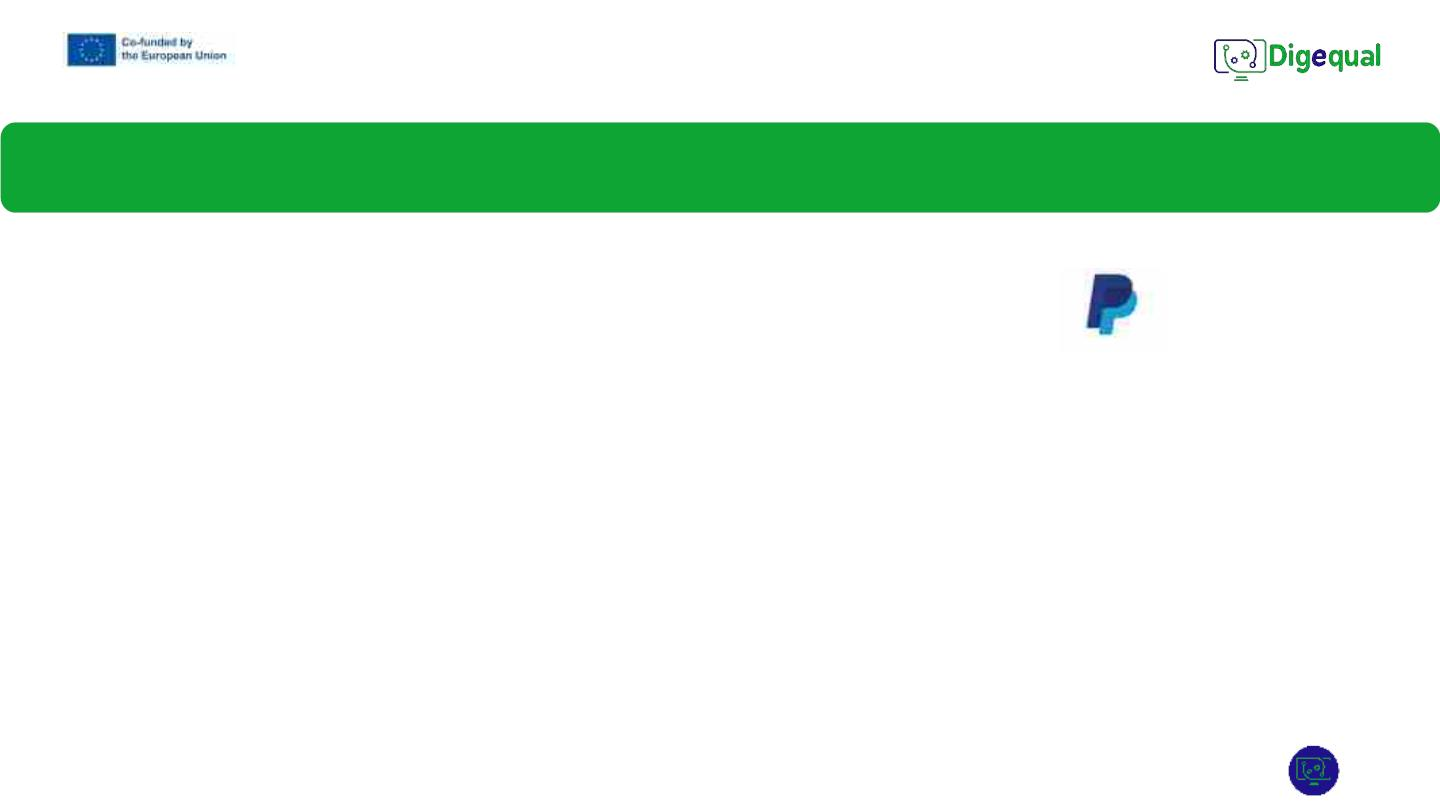 Co-funded by
the European Union
Digequal